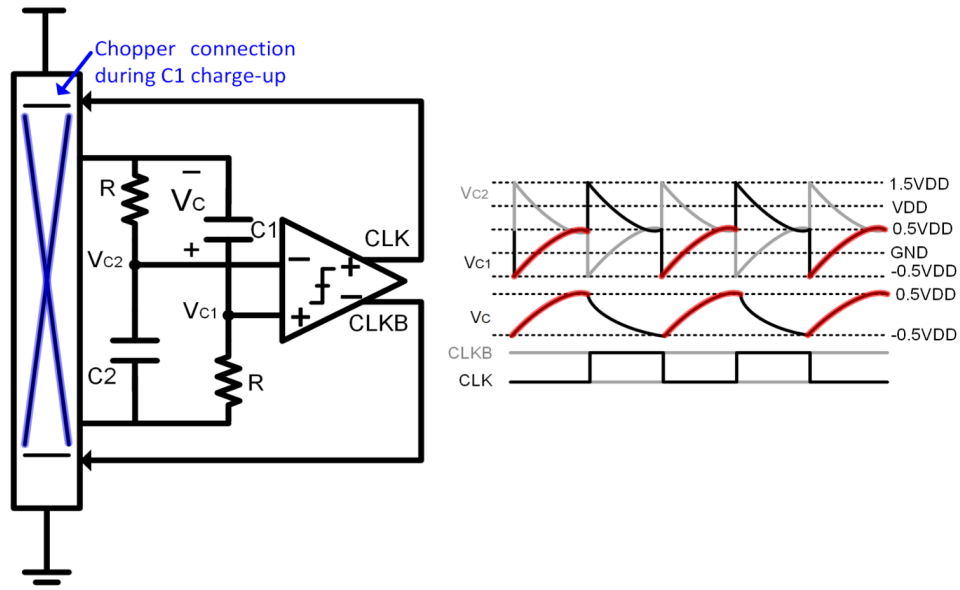 Chopper connection
during C1 charge-up
R
−
VC
+
C1
VC2
VC1
C2
R
−
+
+
−
CLK
CLKB
VC2
VC1
1.5VDD
VDD
0.5VDD
GND
-0.5VDD
VC
0.5VDD
-0.5VDD
CLKB
CLK